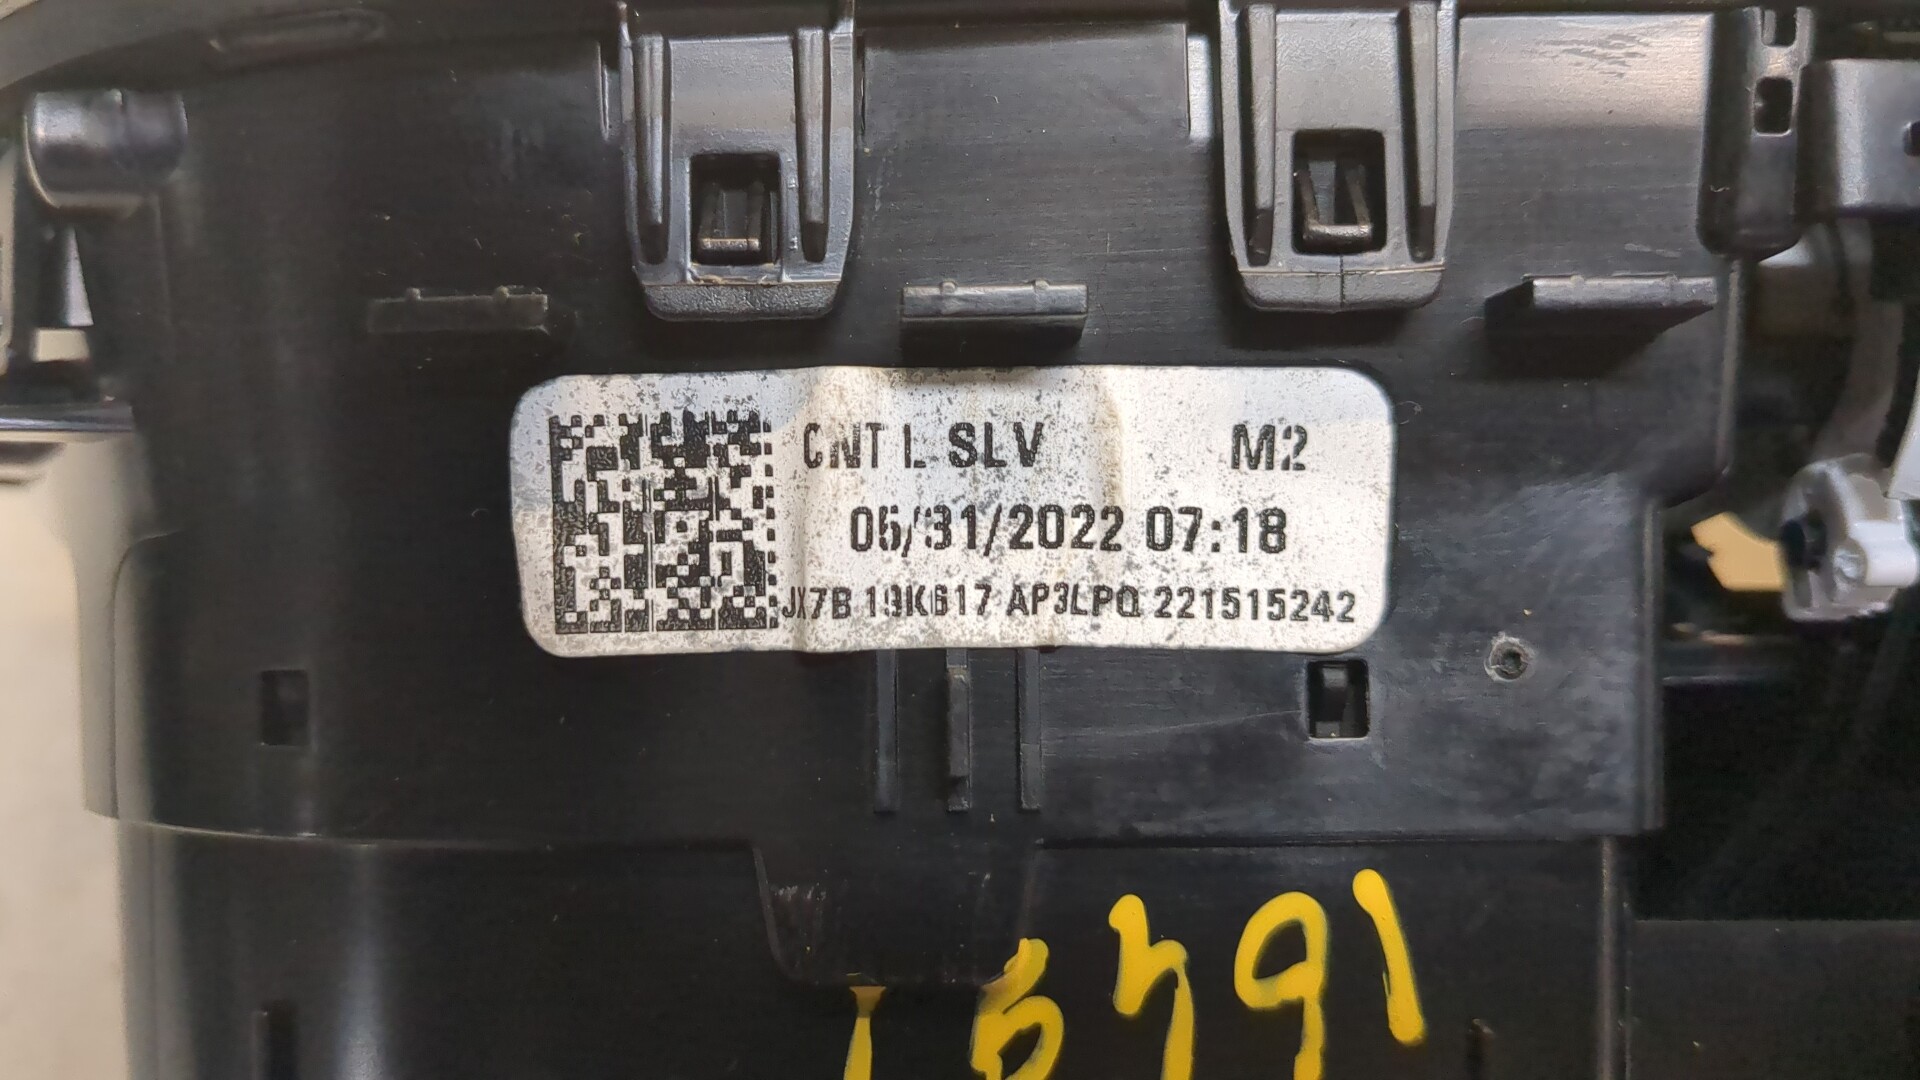 CNT L SLV M2
05/31/2022 07:18
JX7B 19K617 AP3LPQ 221515242